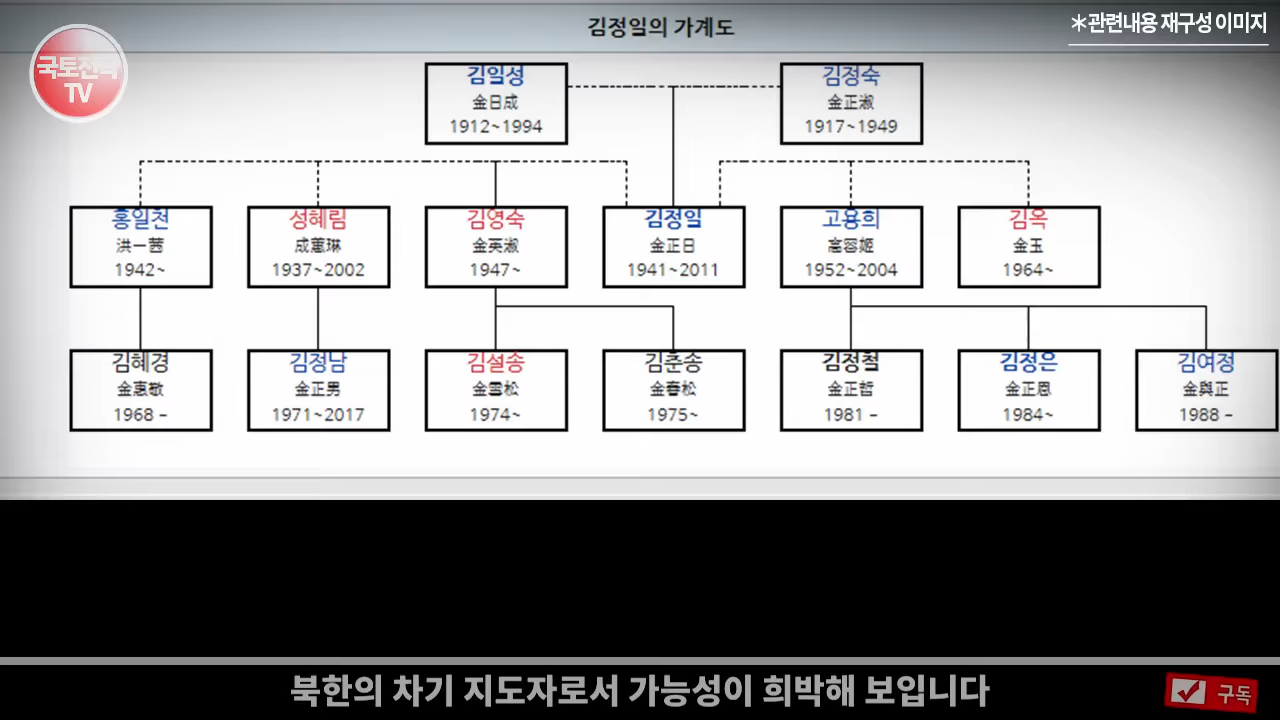 김정일의 가계도
*관련내용 재구성 이미지
국토전략
TV
김일성
金日成
1912~1994
김정숙
金正淑
1917~1949
홍일천
洪一茜
1942~
성혜림
成蕙琳
1937~2002
김영숙
金英淑
1947~
김정일
金正日
1941~2011
고용희
高容姬
1952~2004
김옥
金玉
1964~
김혜경
金惠敬
1968 –
김정남
金正男
1971~2017
김설송
金雪松
1974~
김춘송
金春松
1975~
김정철
金正哲
1981 –
김정은
金正恩
1984~
김여정
金與正
1988 –
북한의 차기 지도자로서 가능성이 희박해 보입니다
구독